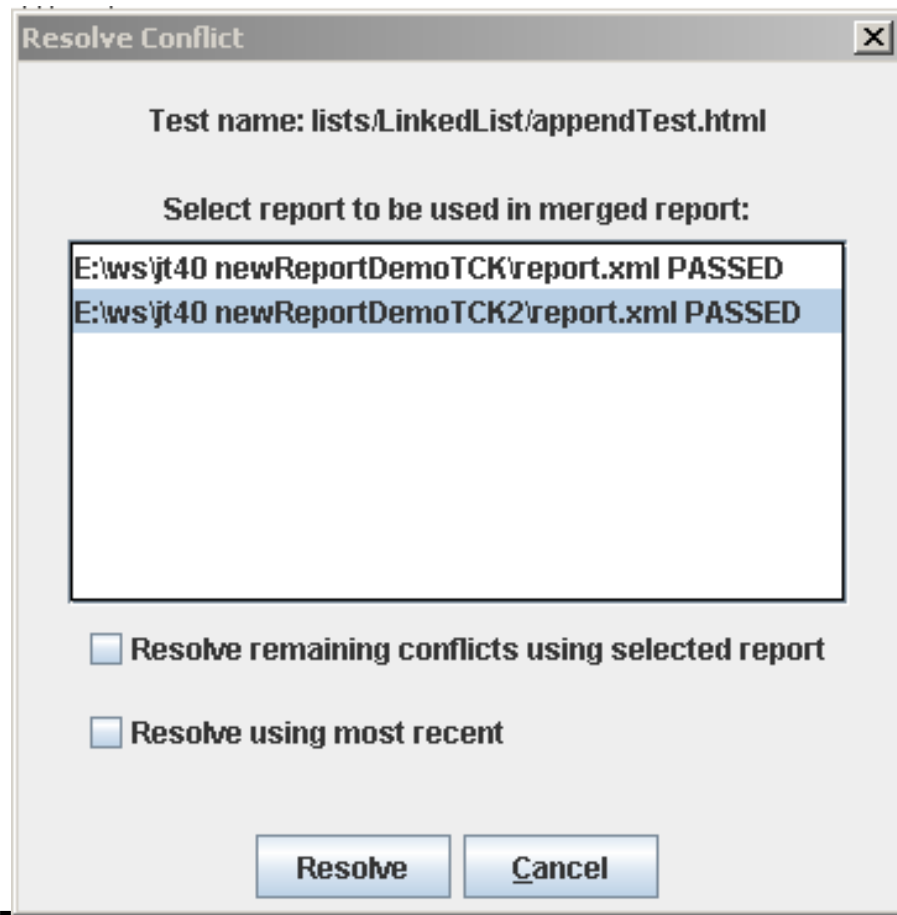 Resolve Conflict
Test name: lists/LinkedList/appendTest.html
Select report to be used in merged report:
E:\ws\jt40 newReportDemoTCK\report.xml PASSED
E:\ws\jt40 newReportDemoTCK2\report.xml PASSED
Resolve remaining conflicts using selected report
Resolve using most recent
Resolve
Cancel